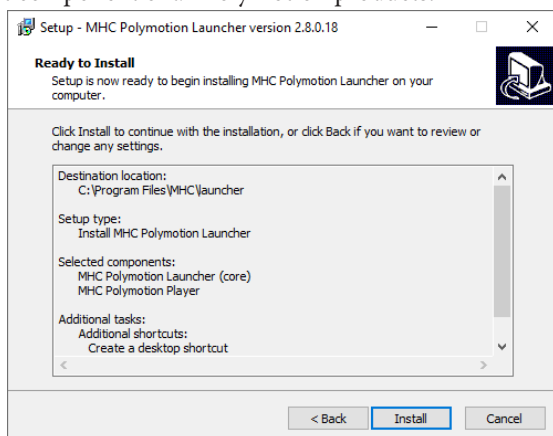 Setup - MHC Polymotion Launcher version 2.8.0.18
Ready to Install
Setup is now ready to begin installing MHC Polymotion Launcher on your
computer.
Click Install to continue with the installation, or click Back if you want to review or
change any settings.
Destination location:
C:\Program Files\MHC\launcher
Setup type:
Install MHC Polymotion Launcher
Selected components:
MHC Polymotion Launcher (core)
MHC Polymotion Player
Additional tasks:
Additional shortcuts:
Create a desktop shortcut
< Back Install Cancel